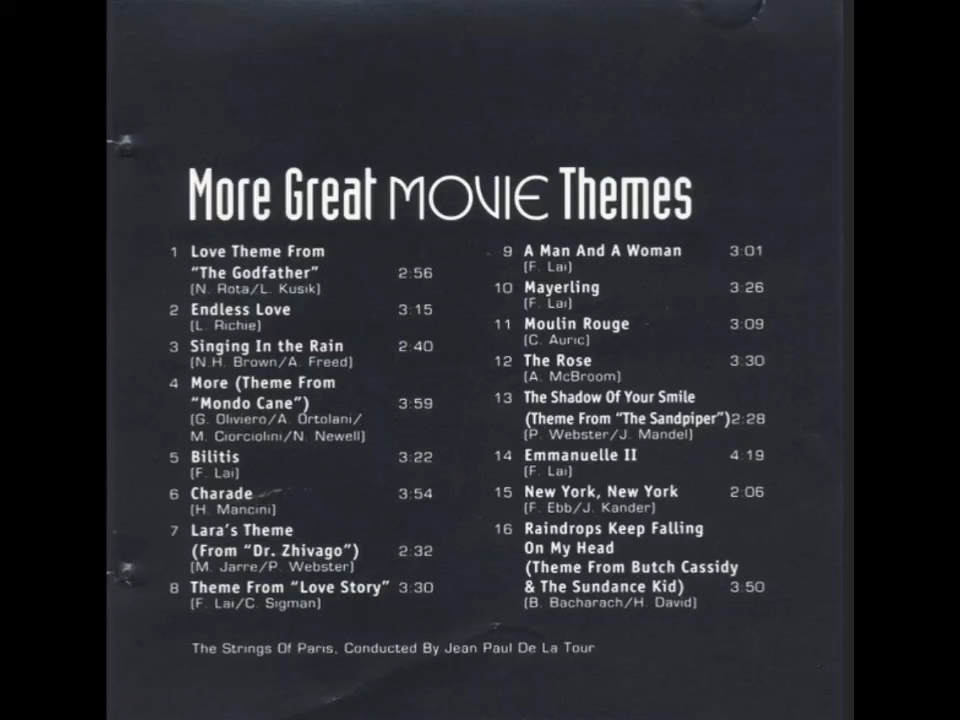 More Great MOVIE Themes
1 Love Theme From
"The Godfather" 2:56
(N. Rota/L. Kusik)
2 Endless Love 3:15
(L. Richie)
3 Singing In the Rain 2:40
(N.H. Brown/A. Freed)
4 More (Theme From
"Mondo Cane") 3:59
(G. Oliviero/A. Ortolani/
M. Ciorciolini/N. Newell)
5 Bilitis 3:22
(F. Lai)
6 Charade 3:54
(H. Mancini)
7 Lara's Theme
(From "Dr. Zhivago") 2:32
(M. Jarre/P. Webster)
8 Theme From "Love Story" 3:30
(F. Lai/C. Sigman)
9 A Man And A Woman 3:01
(F. Lai)
10 Mayerling 3:26
(F. Lai)
11 Moulin Rouge 3:09
(C. Auric)
12 The Rose 3:30
(A. McBroom)
13 The Shadow Of Your Smile
(Theme From "The Sandpiper") 2:28
(P. Webster/J. Mandel)
14 Emmanuelle II 4:19
(F. Lai)
15 New York, New York 2:06
(F. Ebb/J. Kander)
16 Raindrops Keep Falling
On My Head
(Theme From Butch Cassidy
& The Sundance Kid) 3:50
(B. Bacharach/H. David)
The Strings Of Paris, Conducted By Jean Paul De La Tour